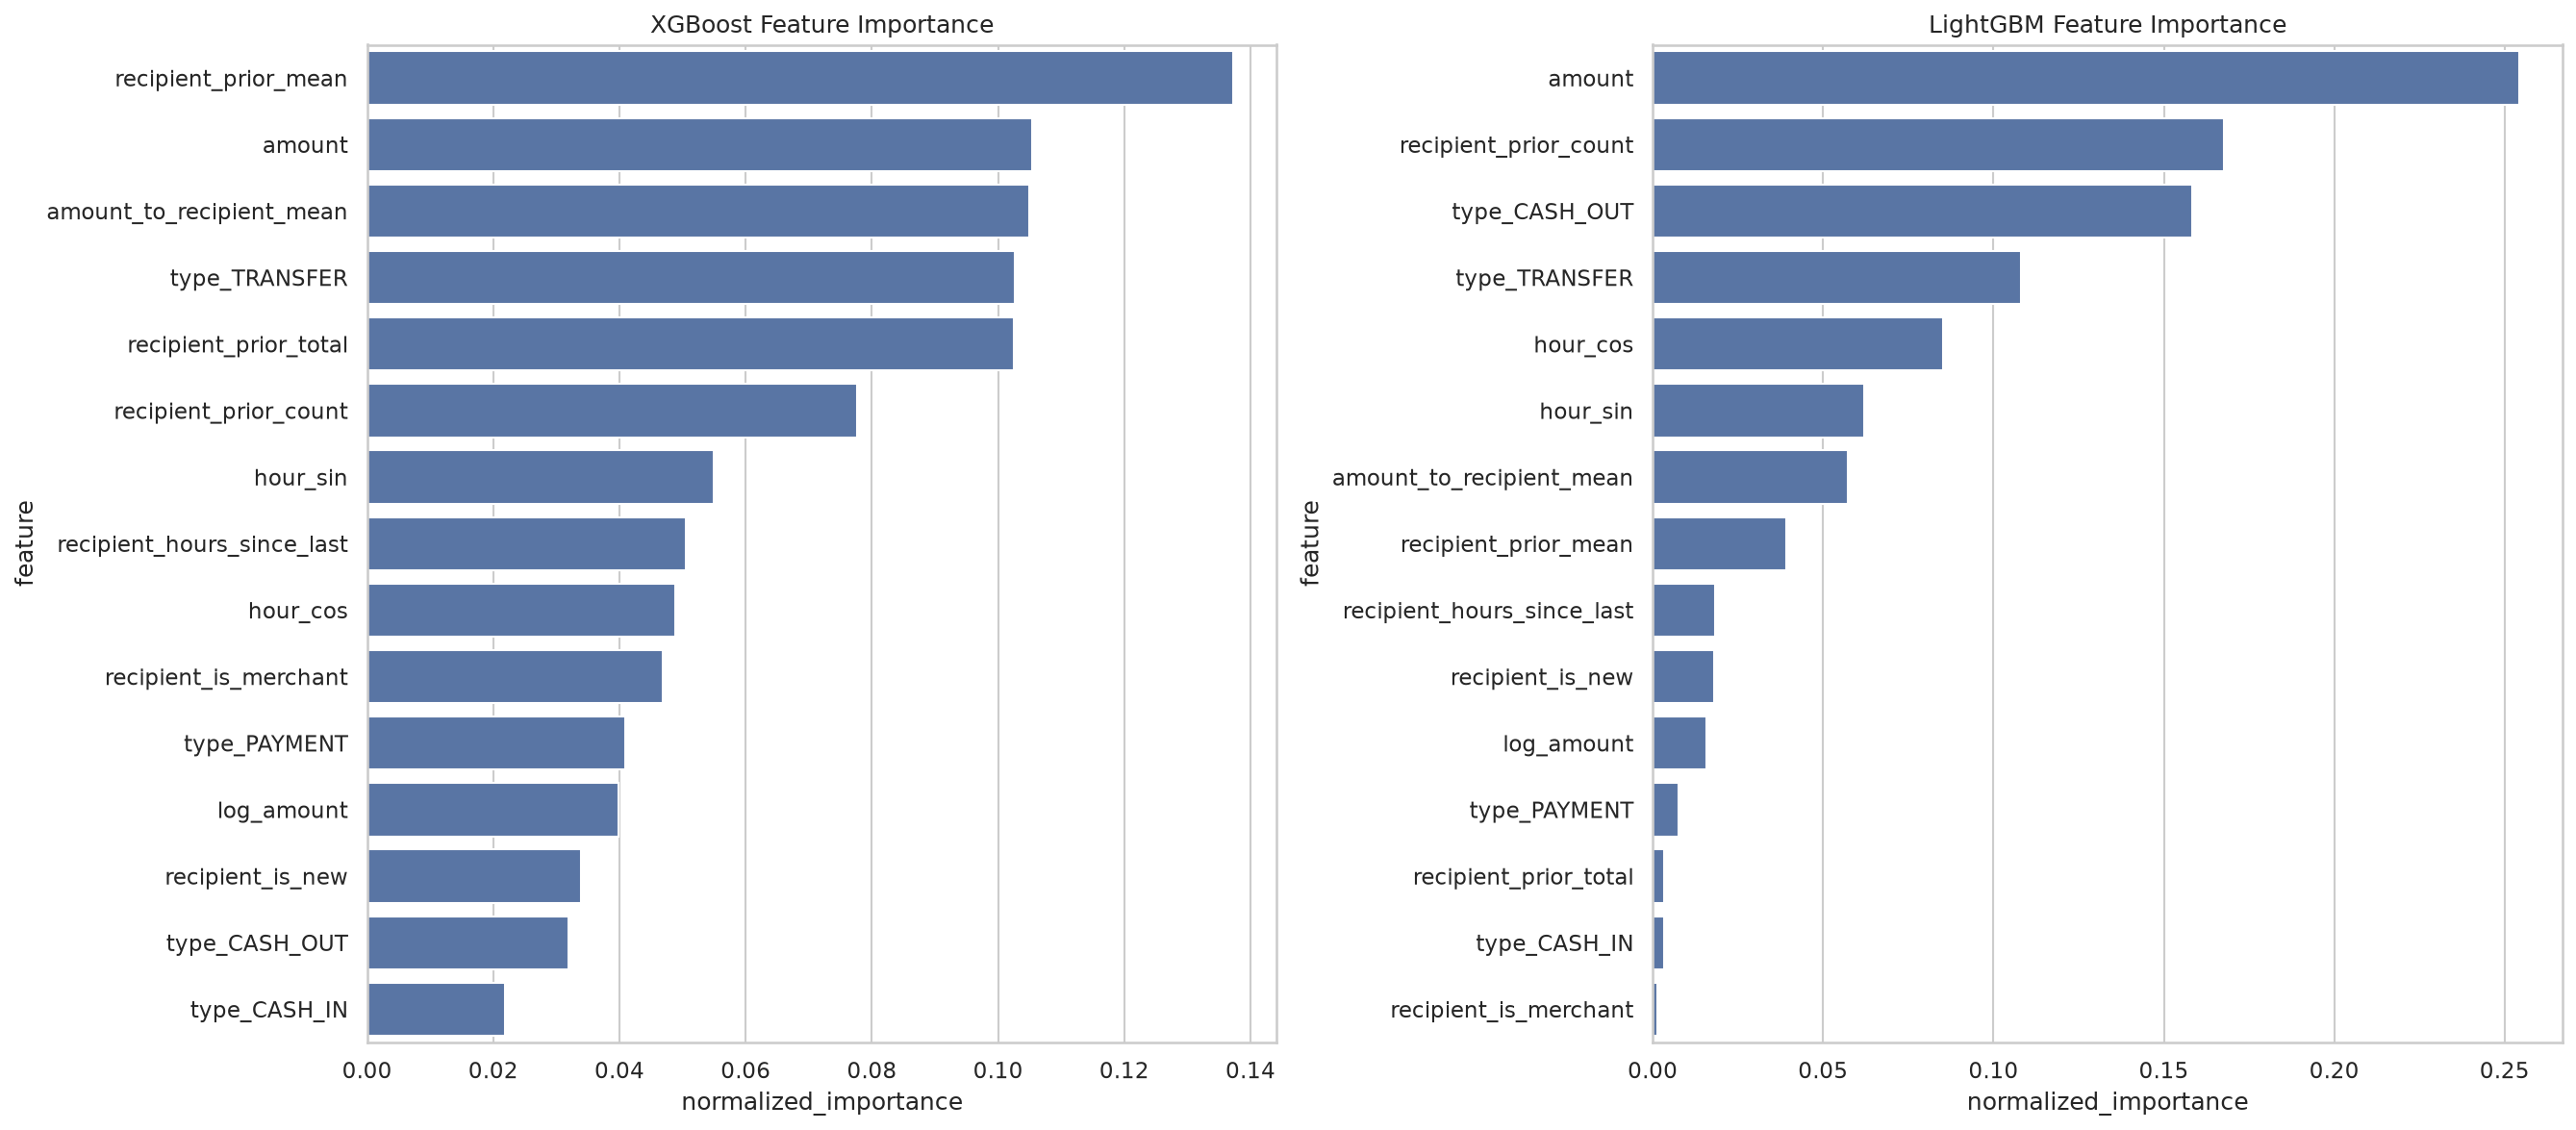 XGBoost Feature Importance
feature
recipient_prior_mean
amount
amount_to_recipient_mean
type_TRANSFER
recipient_prior_total
recipient_prior_count
hour_sin
recipient_hours_since_last
hour_cos
recipient_is_merchant
type_PAYMENT
log_amount
recipient_is_new
type_CASH_OUT
type_CASH_IN
0.00 0.02 0.04 0.06 0.08 0.10 0.12 0.14
normalized_importance
LightGBM Feature Importance
feature
amount
recipient_prior_count
type_CASH_OUT
type_TRANSFER
hour_cos
hour_sin
amount_to_recipient_mean
recipient_prior_mean
recipient_hours_since_last
recipient_is_new
log_amount
type_PAYMENT
recipient_prior_total
type_CASH_IN
recipient_is_merchant
0.00 0.05 0.10 0.15 0.20 0.25
normalized_importance